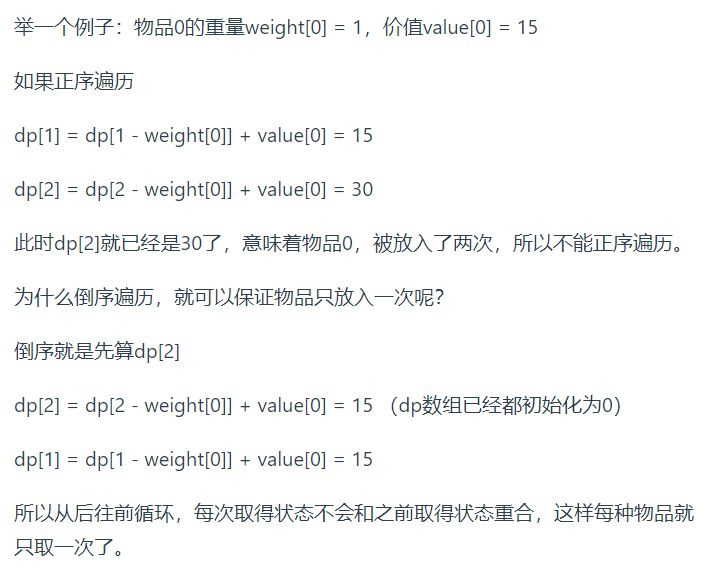 举一个例子：物品0的重量weight[0] = 1，价值value[0] = 15
如果正序遍历
dp[1] = dp[1 - weight[0]] + value[0] = 15
dp[2] = dp[2 - weight[0]] + value[0] = 30
此时dp[2]就已经是30了，意味着物品0，被放入了两次，所以不能正序遍历。
为什么倒序遍历，就可以保证物品只放入一次呢？
倒序就是先算dp[2]
dp[2] = dp[2 - weight[0]] + value[0] = 15 （dp数组已经都初始化为0）
dp[1] = dp[1 - weight[0]] + value[0] = 15
所以从后往前循环，每次取得状态不会和之前取得状态重合，这样每种物品就
只取一次了。